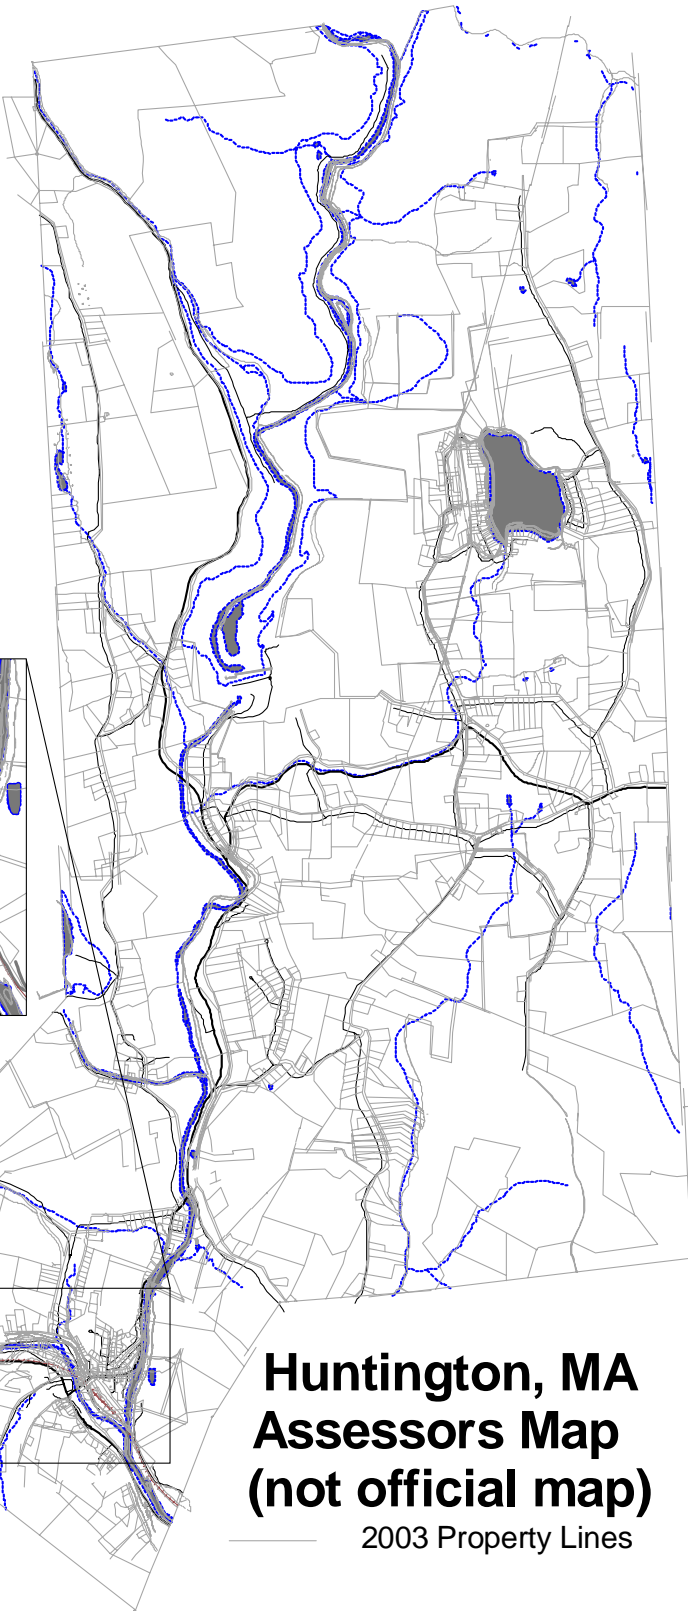 Huntington, MA
Assessors Map
(not official map)
2003 Property Lines